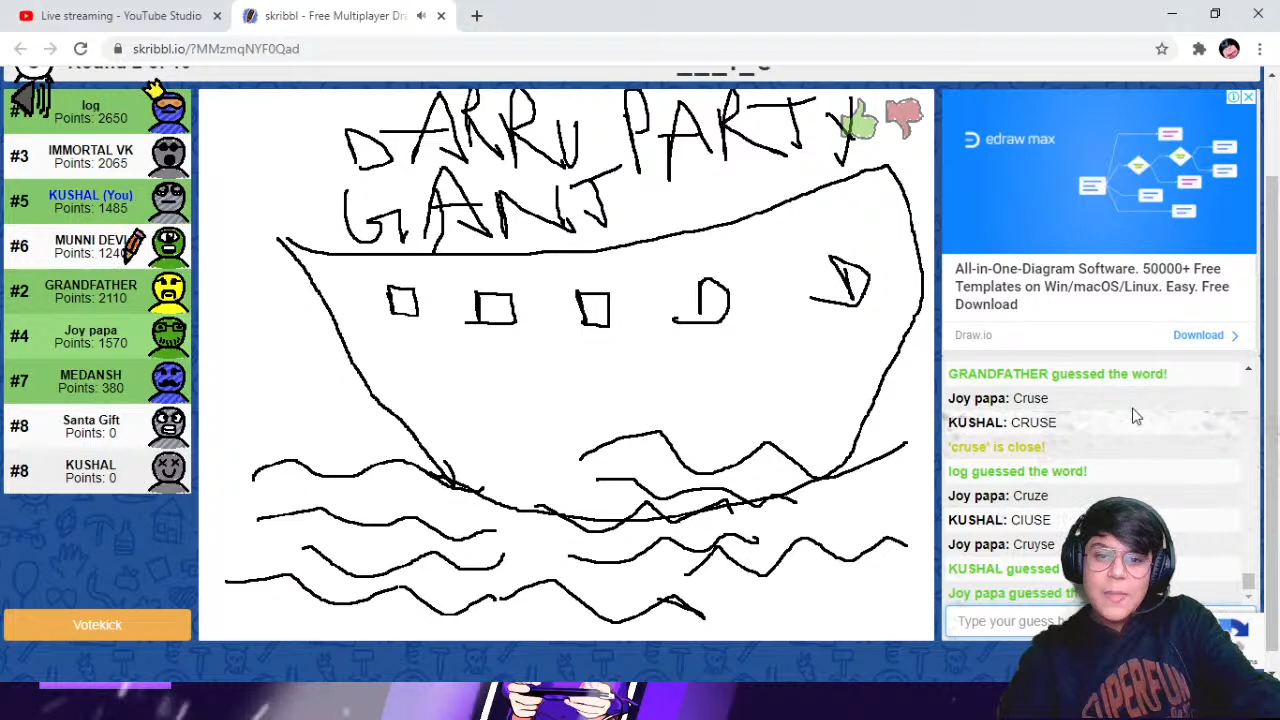 Live streaming - YouTube Studio
skribbl - Free Multiplayer Dra
skribbl.io/?MMzmqNYF0Qad
log
Points: 2650
#3
IMMORTAL VK
Points: 2065
#5
KUSHAL (You)
Points: 1485
#6
MUNNI DEVI
Points: 1240
#2
GRANDFATHER
Points: 2110
#4
Joy papa
Points: 1570
#7
MEDANSH
Points: 380
#8
Santa Gift
Points: 0
#8
KUSHAL
Points: 0
Votekick
DARRU PARTY
GANT
edraw max
All-in-One-Diagram Software. 50000+ Free
Templates on Win/macOS/Linux. Easy. Free
Download
Draw.io
Download
GRANDFATHER guessed the word!
Joy papa: Cruse
KUSHAL: CRUSE
'cruse' is close!
log guessed the word!
Joy papa: Cruze
KUSHAL: CIUSE
Joy papa: Cruyse
KUSHAL guessed
Joy papa guessed
Type your guess
SUPERFUN